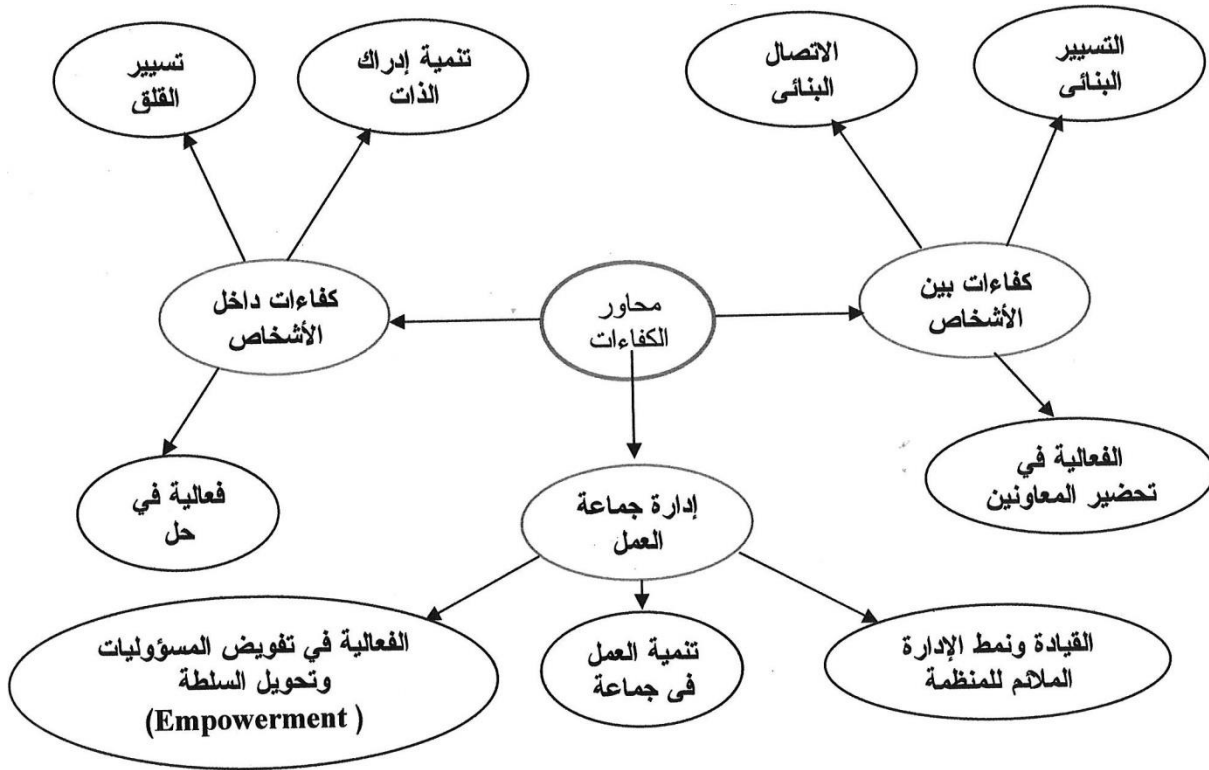 التسيير
البنائى
الاتصال
البنائى
تنمية إدراك
الذات
تسيير
القلق
كفاءات بين
الأشخاص
محاور
الكفاءات
كفاءات داخل
الأشخاص
الفعالية في
تحضير المعاونين
إدارة جماعة
العمل
فعالية في
حل
القيادة ونمط الإدارة
الملائم للمنظمة
تنمية العمل
فى جماعة
الفعالية في تفويض المسؤوليات
وتحويل السلطة
(Empowerment )